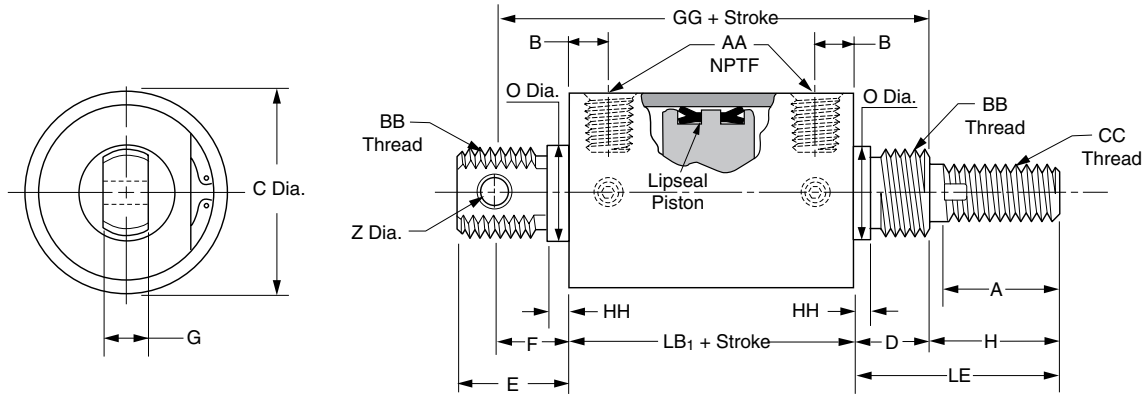 GG + Stroke
B
AA
NPTF
B
O Dia.
O Dia.
BB
Thread
BB
Thread
CC
Thread
C Dia.
Lipseal
Piston
Z Dia.
A
HH
HH
G
F
LB1 + Stroke
D
H
E
LE